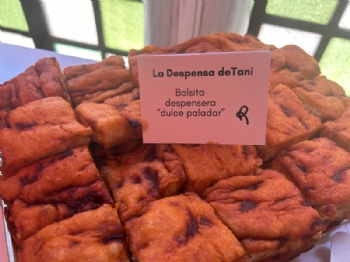 La Despensa deTani
Bolsita
despensera
"dulce paladar"
R